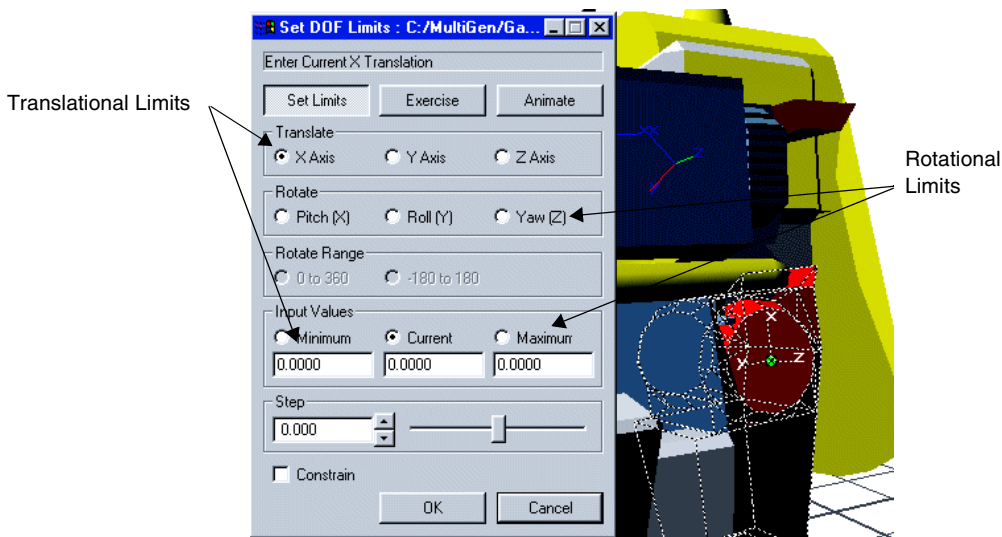 Set DOF Limits : C:/MultiGen/Ga...
Enter Current X Translation
Set Limits Exercise Animate
Translational Limits
Translate
X Axis Y Axis Z Axis
Rotational
Limits
Rotate
Pitch (X) Roll (Y) Yaw (Z)
Rotate Range
0 to 360 -180 to 180
Input Values
Minimum Current Maximum
0.0000 0.0000 0.0000
Step
0.000
Constrain
OK Cancel
XX
Z
X
Y Z